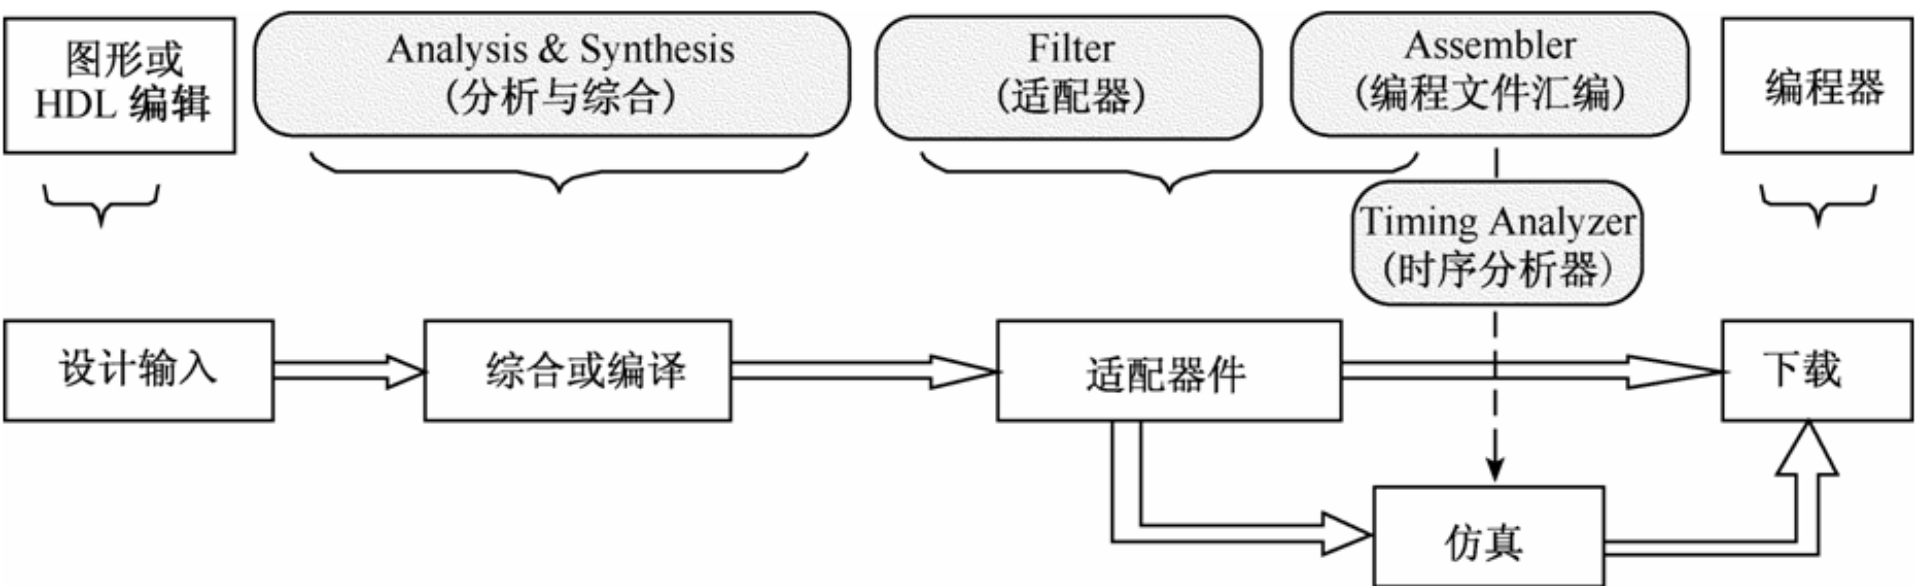 图形或
HDL 编辑
Analysis & Synthesis
(分析与综合)
Filter
(适配器)
Assembler
(编程文件汇编)
编程器
Timing Analyzer
(时序分析器)
设计输入
综合或编译
适配器件
下载
仿真